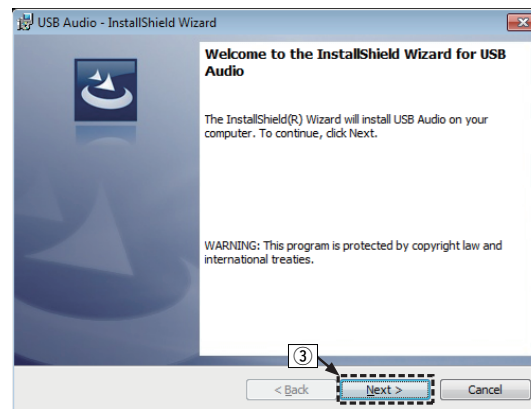 USB Audio - InstallShield Wizard
Welcome to the InstallShield Wizard for USB
Audio
The InstallShield(R) Wizard will install USB Audio on your
computer. To continue, click Next.
WARNING: This program is protected by copyright law and
international treaties.
③
< Back
Next >
Cancel